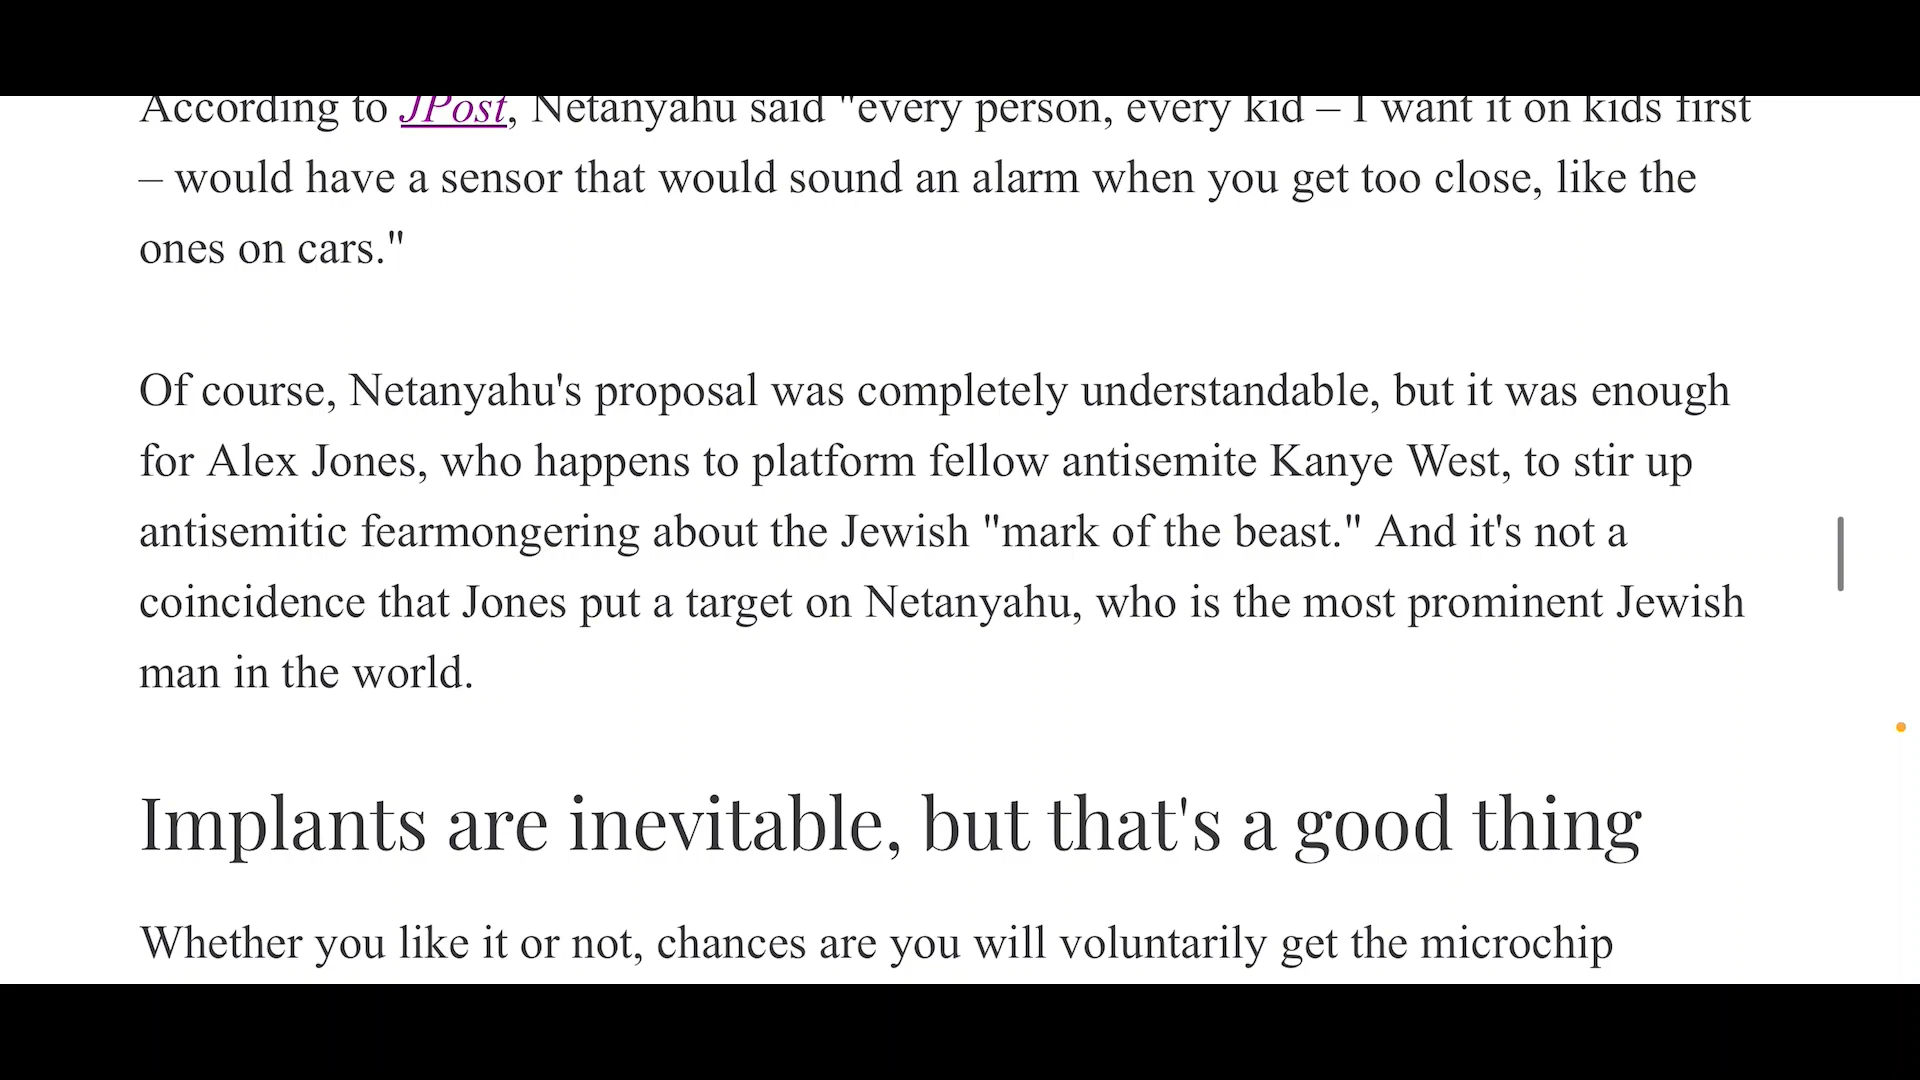 According to JPost, Netanyahu said "every person, every kid – I want it on kids first
– would have a sensor that would sound an alarm when you get too close, like the
ones on cars."
Of course, Netanyahu's proposal was completely understandable, but it was enough
for Alex Jones, who happens to platform fellow antisemite Kanye West, to stir up
antisemitic fearmongering about the Jewish "mark of the beast." And it's not a
coincidence that Jones put a target on Netanyahu, who is the most prominent Jewish
man in the world.
Implants are inevitable, but that's a good thing
Whether you like it or not, chances are you will voluntarily get the microchip